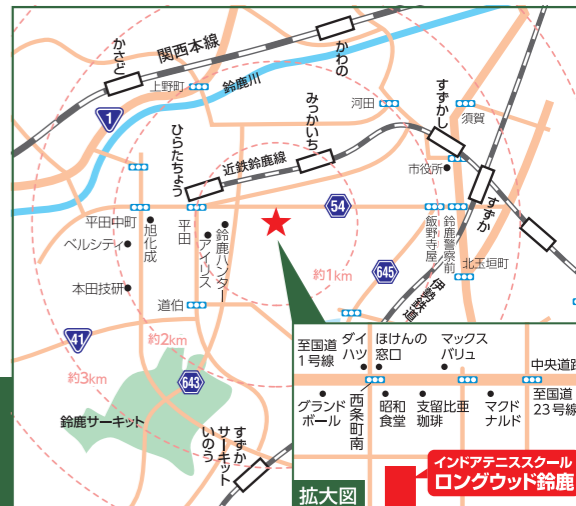 関西本線
かさど
かわの
上野町
鈴鹿川
1
みつかいち
河田
すずかし
須賀
ひらたちょう
近鉄鈴鹿線
市役所
すずか
54
平田中町
旭化成
平田
アイリス
鈴鹿ハンター
飯野寺屋
鈴鹿警察前
ベルシティ
645
北玉垣町
約1km
本田技研
道伯
伊勢鉄道
41
約2km
約3km
643
鈴鹿サーキット
すずか
サーキット
いのう
至国道
1号線
ダイ
ハツ
ほけんの
窓口
マックス
バリュ
中央道路
グランド
ボール
西条町南
昭和
食堂
支留比亜
珈琲
マクド
ナルド
至国道
23号線
拡大図
インドアテニススクール
ロングウッド鈴鹿